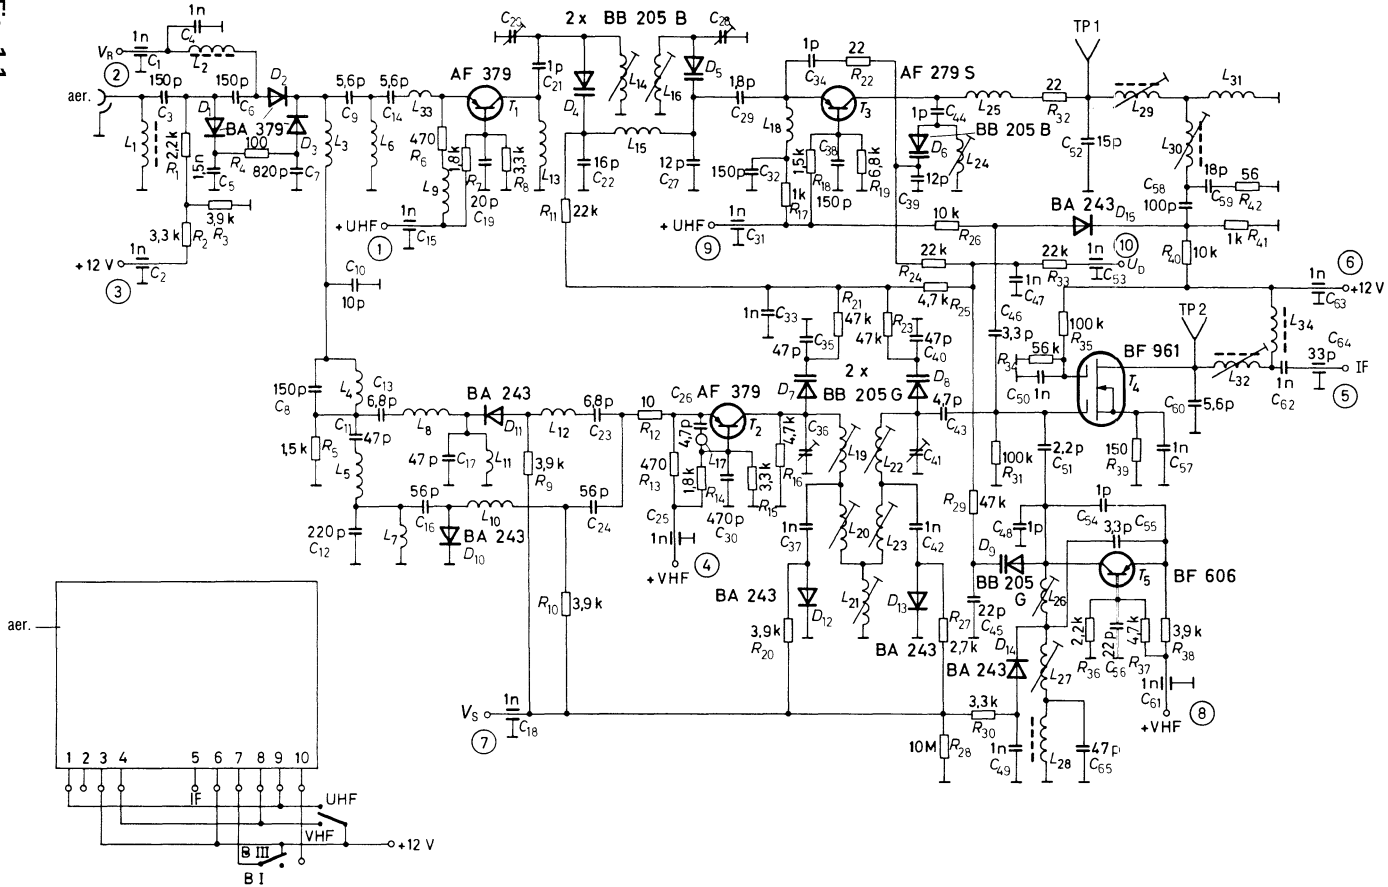 1n
C4
2 x BB 205 B
C28
TP 1
VR
1n
C1
L2
2
150p
150p
D2
5,6p
5,6p
AF 379
1p
C21
D4
L14
L16
D5
1p
C34
22
R22
AF 279 S
aer.
C3
D1
C6
C9
C14
L33
T1
1,8p
C29
T3
L25
22
R32
L29
L31
BA 379
L1
2,2k
R1
100
R4
D3
L3
L6
470
R6
1,8k
R7
3,3k
R8
L13
L15
L18
1p
C44
BB 205 B
D6
L24
C52
15p
L30
1,5n
C5
820p
C7
L9
20p
C19
16p
C22
12p
C27
150p
C32
1k
R17
1,5k
R18
C38
150p
6,8k
R19
12p
C39
18p
C59
56
R42
C58
100p
3,9k
R3
3,3k
R2
R11
22k
BA 243
D15
+UHF
1
1n
C15
+UHF
9
1n
C31
10k
R26
1k
R41
+12 V
3
1n
C2
C10
10p
22k
R24
22k
R33
1n
C53
10
UD
R40
10k
6
1n
C63
+12V
1n
C47
4,7k
R25
1n
C33
R21
47k
R23
47k
C46
3,3p
100k
R35
TP2
L34
47p
C35
47p
C40
56k
R34
BF 961
C64
33p
IF
5
150p
C8
L4
C13
6,8p
BA 243
C26
AF 379
2 x
BB 205 G
D7
D8
C50
1n
T4
L32
1n
C62
L8
D11
L12
6,8p
C23
10
R12
4,7p
T2
4,7k
R16
C36
4,7p
C43
C60
5,6p
1,5k
R5
C11
47p
L5
47p
C17
L11
3,9k
R9
470
R13
L17
1,8k
R14
3,3k
R15
L19
L22
C41
100k
R31
2,2p
C51
150
R39
1n
C57
220p
C12
L7
56p
C16
L10
56p
C24
BA 243
D10
C25
1n
470p
C30
1n
C37
L20
L23
1n
C42
R29
47k
1p
C54
C48
1p
3,3p
C55
D9
BB 205
G
T5
BF 606
+VHF
4
R10
3,9k
BA 243
D12
L21
D13
R27
2,7k
BA 243
22p
C45
L26
2,2k
R36
22p
C56
4,7k
R37
3,9k
R38
3,9k
R20
D14
BA 243
L27
1n
C61
+VHF
8
VS
7
1n
C18
3,3k
R30
10M
R28
1n
C49
L28
47p
C65
aer.
1 2 3 4 5 6 7 8 9 10
IF
UHF
VHF
+12 V
B III
B I